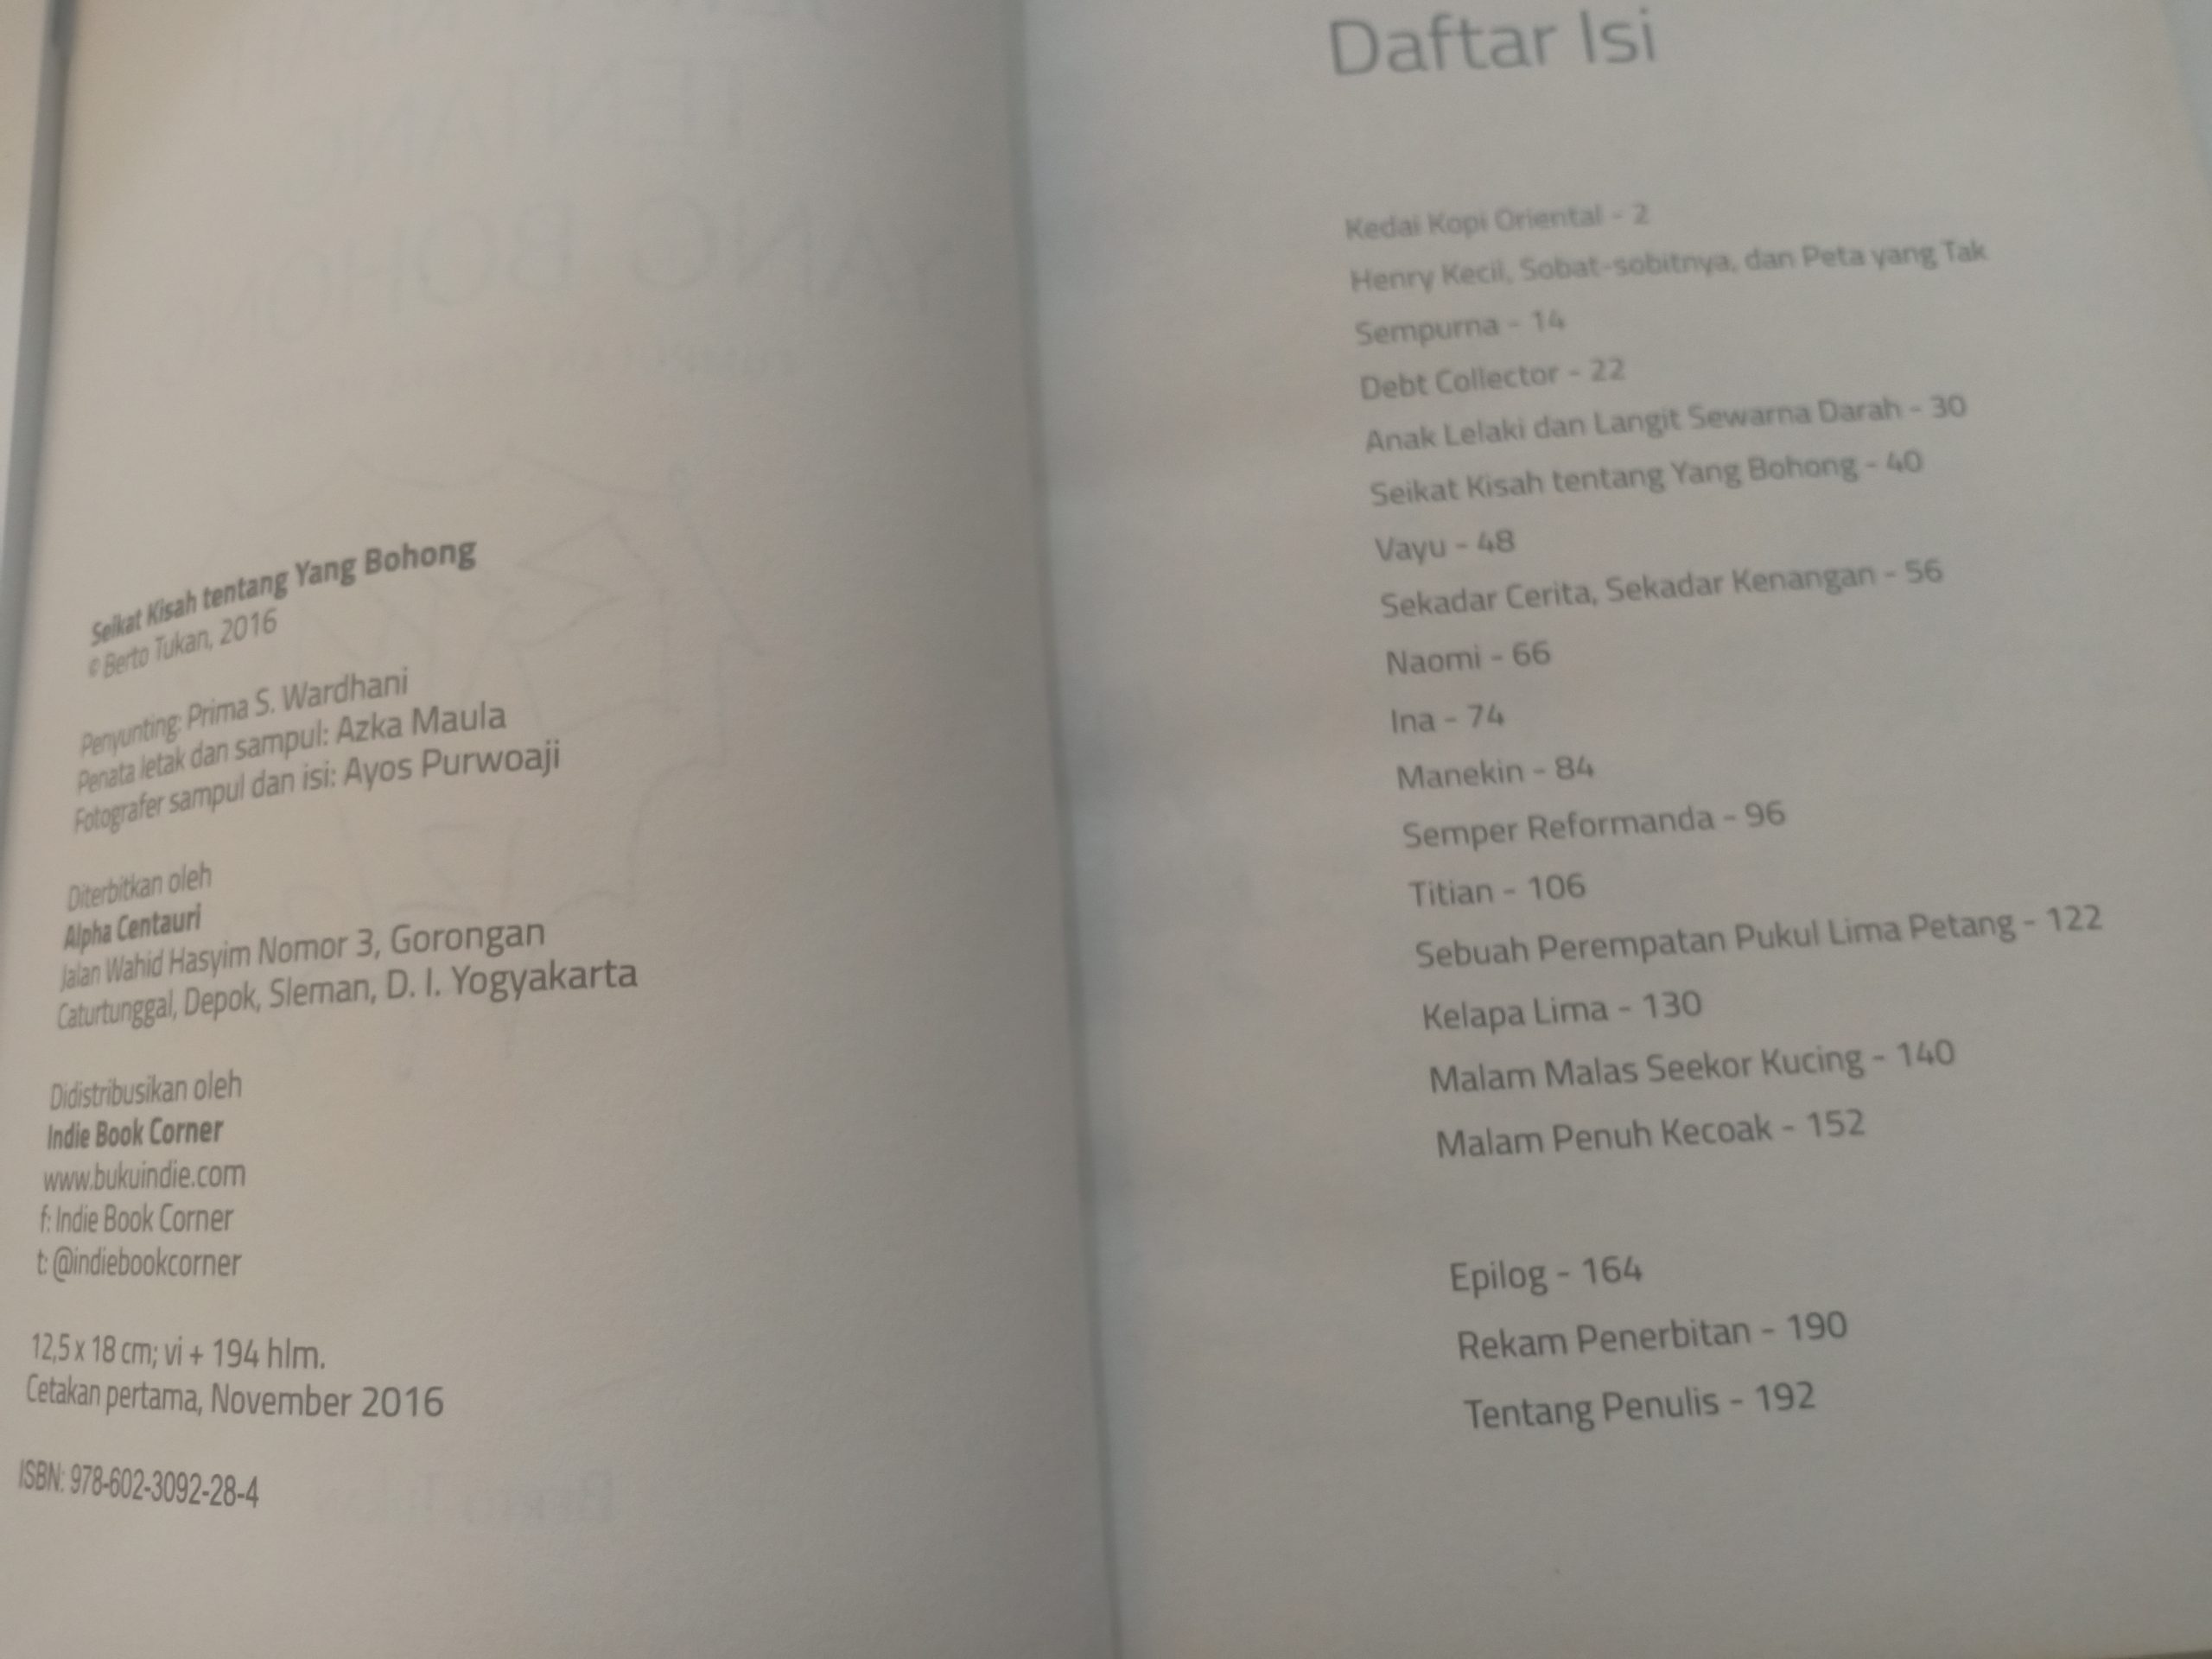 Seikat Kisah tentang Yang Bohong
© Berto Tukan, 2016
Penyunting: Prima S. Wardhani
Penata letak dan sampul: Azka Maula
Fotografer sampul dan isi: Ayos Purwoaji
Diterbitkan oleh
Alpha Centauri
Jalan Wahid Hasyim Nomor 3, Gorongan
Caturtunggal, Depok, Sleman, D. I. Yogyakarta
Didistribusikan oleh
Indie Book Corner
www.bukuindie.com
f: Indie Book Corner
t: @indiebookcorner
12,5 x 18 cm; vi + 194 hlm.
Cetakan pertama, November 2016
ISBN: 978-602-3092-28-4
Daftar Isi
Kedai Kopi Oriental - 2
Henry Kecil, Sobat-sobitnya, dan Peta yang Tak
Sempurna - 14
Debt Collector - 22
Anak Lelaki dan Langit Sewarna Darah - 30
Seikat Kisah tentang Yang Bohong - 40
Vayu - 48
Sekadar Cerita, Sekadar Kenangan - 56
Naomi - 66
Ina - 74
Manekin - 84
Semper Reformanda - 96
Titian - 106
Sebuah Perempatan Pukul Lima Petang - 122
Kelapa Lima - 130
Malam Malas Seekor Kucing - 140
Malam Penuh Kecoak - 152
Epilog - 164
Rekam Penerbitan - 190
Tentang Penulis - 192